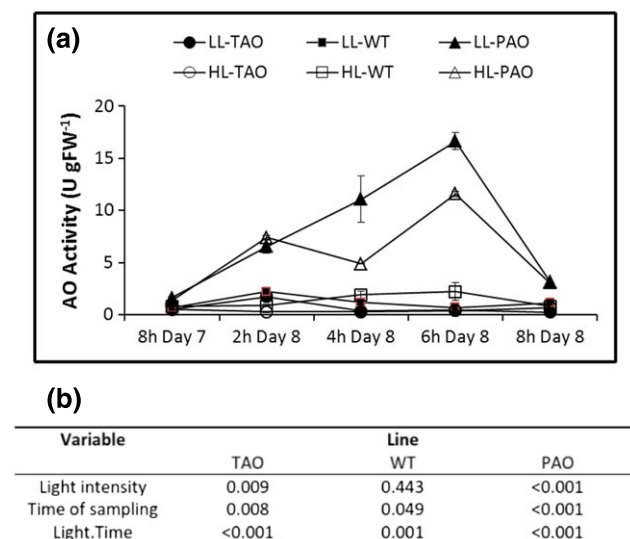 (a)
LL-TAO LL-WT LL-PAO
HL-TAO HL-WT HL-PAO
AO Activity (U gFW⁻¹)
20
15
10
5
0
8h Day 7 2h Day 8 4h Day 8 6h Day 8 8h Day 8
(b)
Variable Line
TAO WT PAO
Light intensity 0.009 0.443 <0.001
Time of sampling 0.008 0.049 <0.001
Light.Time <0.001 0.001 <0.001